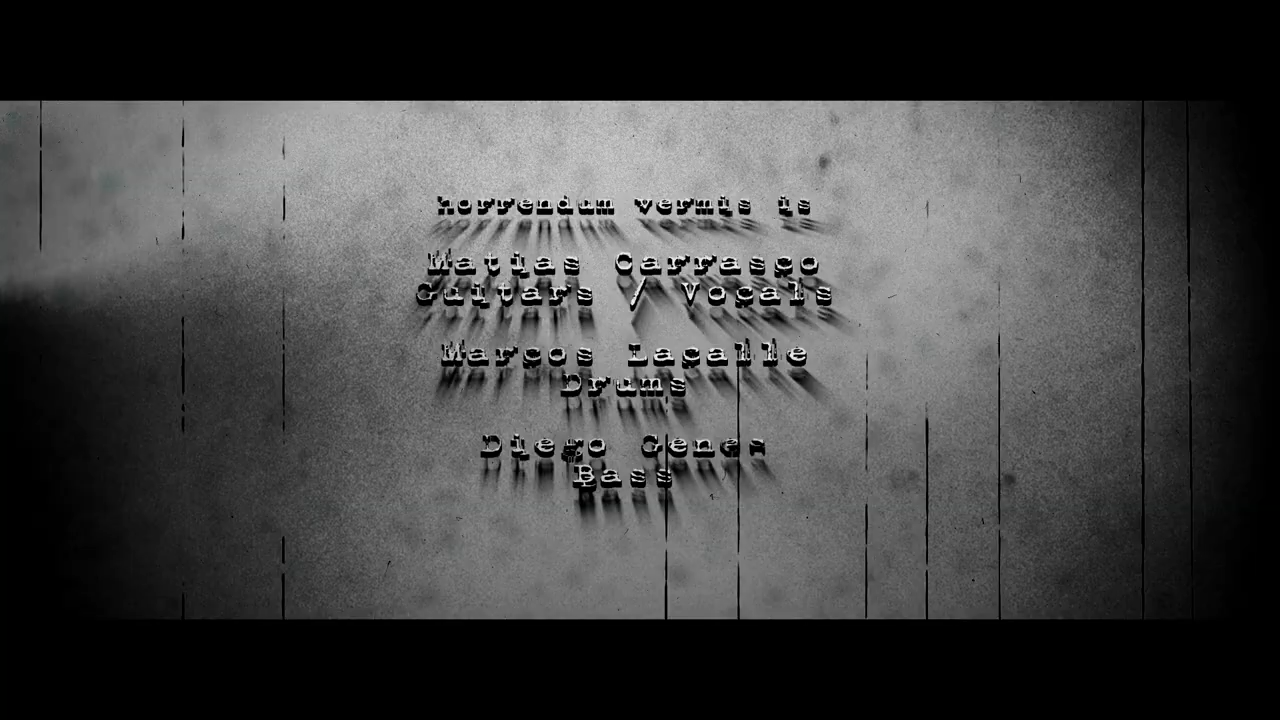 horrendum vermis is
Matias Carrasco
Guitars / Vocals
Marcos Lacalle
Drums
Diego Genes
Bass